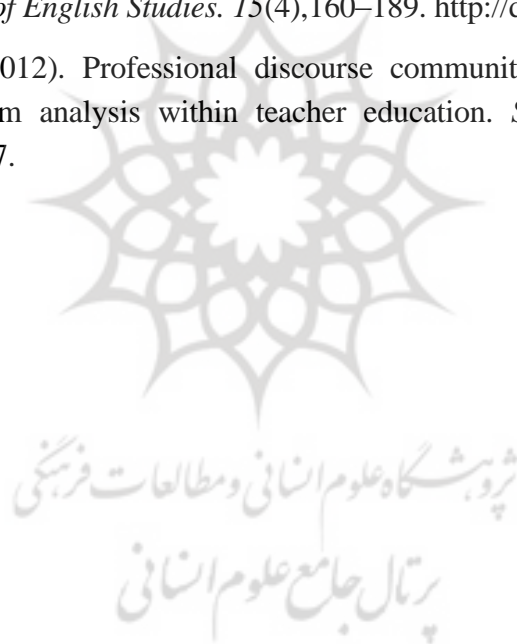 of English Studies. 15(4),160–189. http://
012). Professional discourse communit
m analysis within teacher education. S
7.
پژوهشگاه علوم انسانی و مطالعات فرهنگی
پرتال جامع علوم انسانی